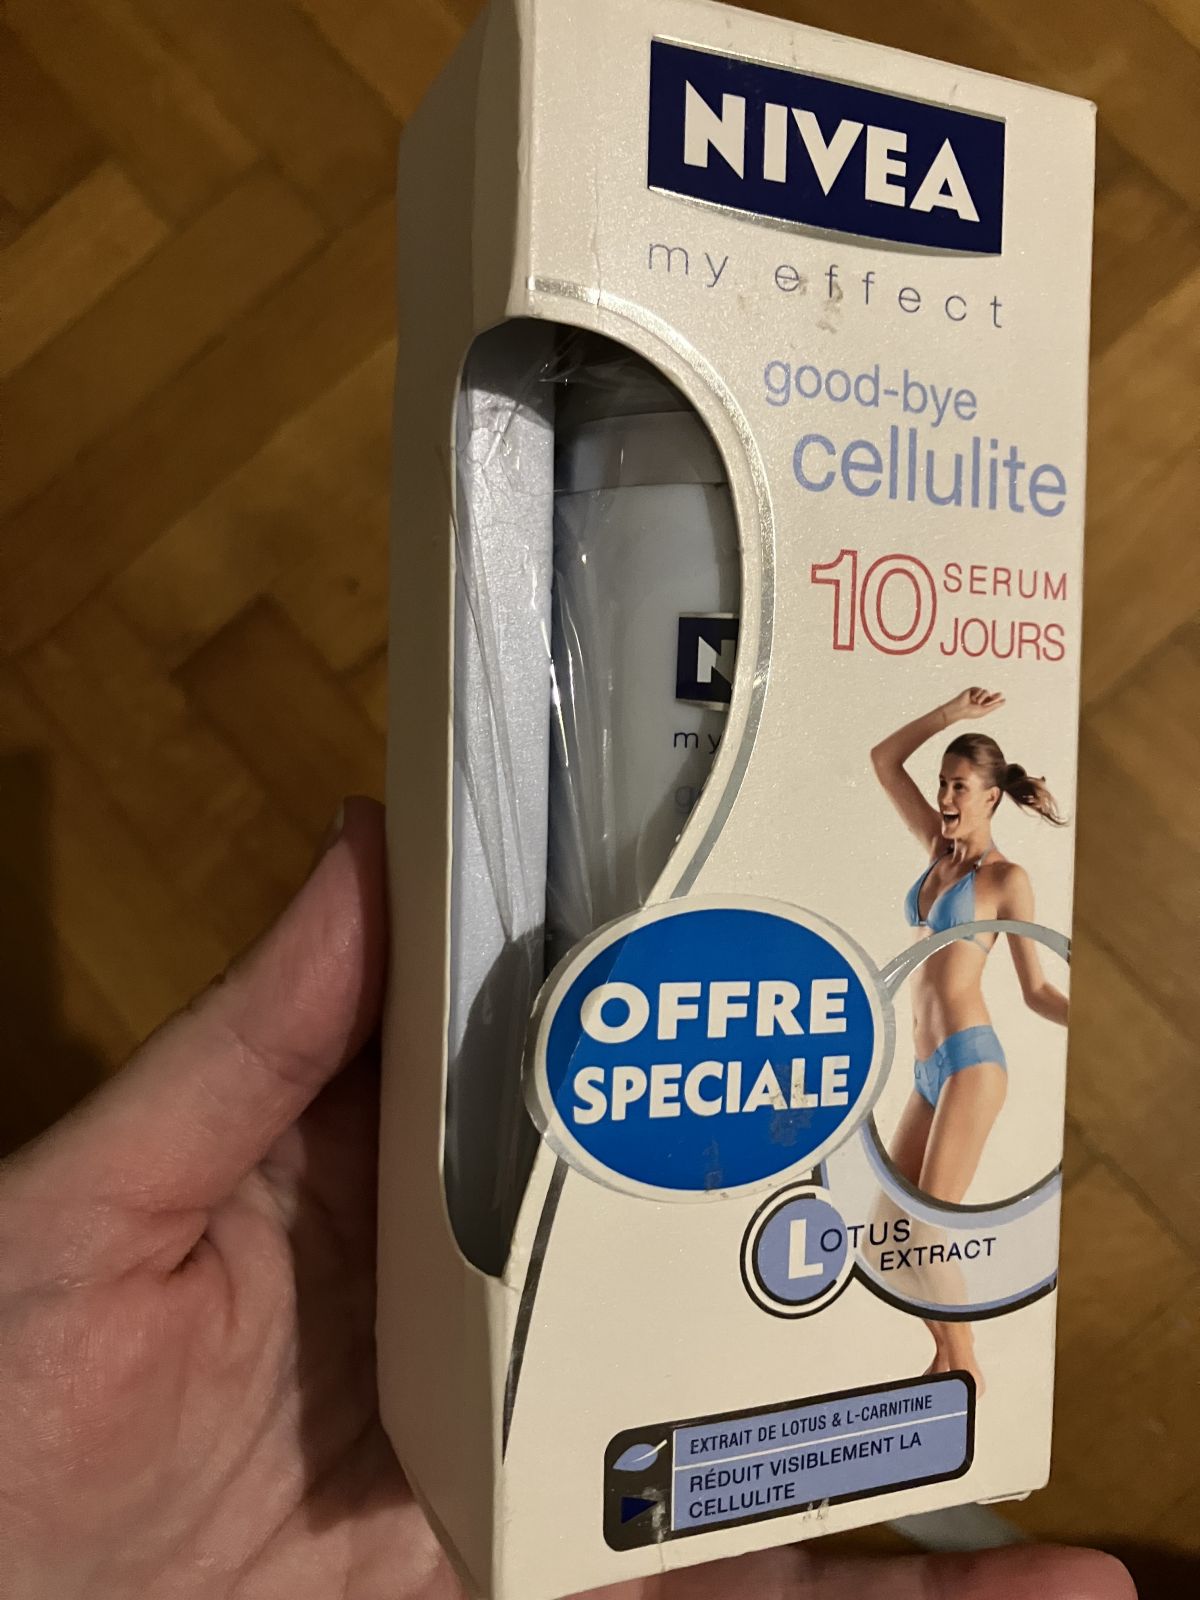 NIVEA
my effect
good-bye
cellulite
10 SERUM
JOURS
N
my
g
OFFRE
SPECIALE
LOTUS
EXTRACT
EXTRAIT DE LOTUS & L-CARNITINE
RÉDUIT VISIBLEMENT LA
CELLULITE